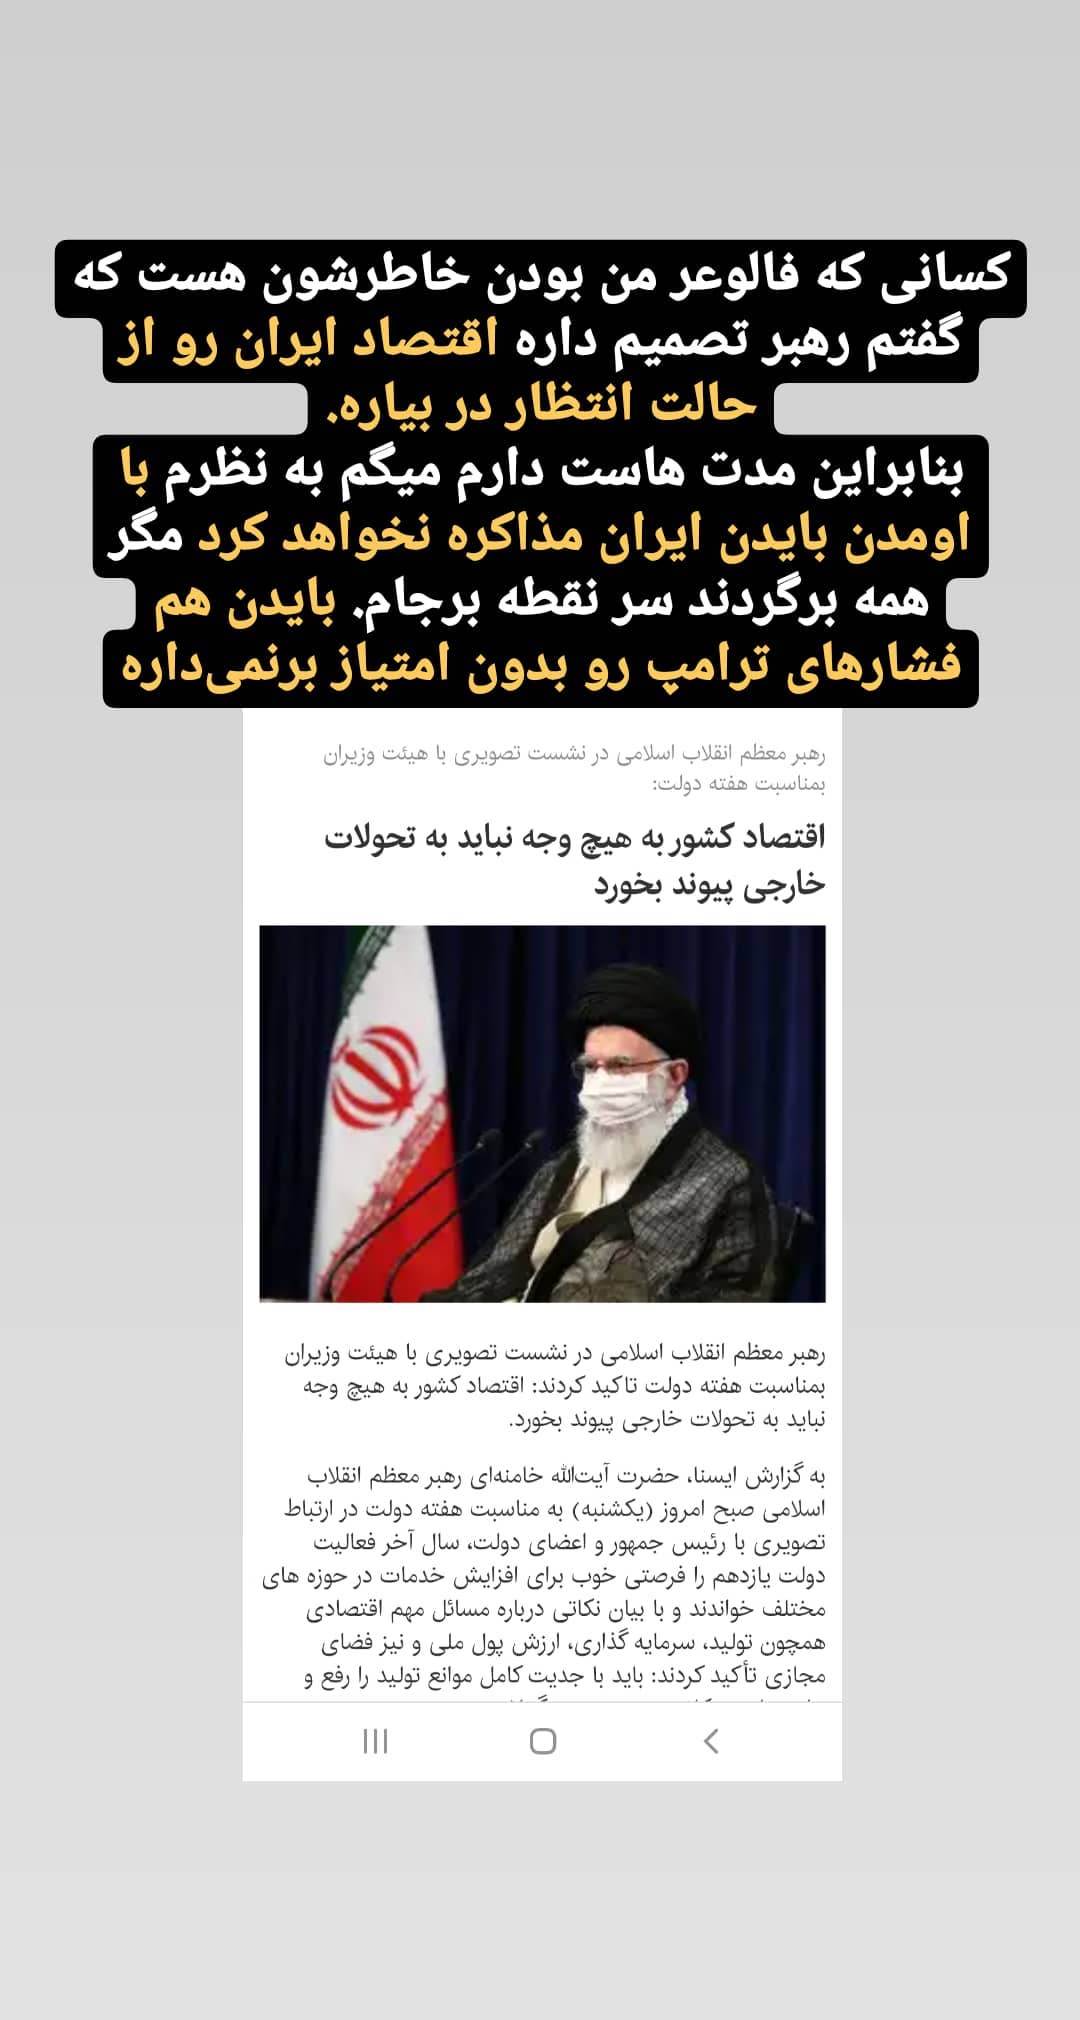 کسانی که فالوعر من بودن خاطرشون هست که
گفتم رهبر تصمیم داره اقتصاد ایران رو از
حالت انتظار در بیاره.
بنابراین مدت هاست دارم میگم به نظرم با
اومدن بایدن ایران مذاکره نخواهد کرد مگر
همه برگردند سر نقطه برجام. بایدن هم
فشارهای ترامپ رو بدون امتیاز برنمی‌داره
رهبر معظم انقلاب اسلامی در نشست تصویری با هیئت وزیران
بمناسبت هفته دولت:
اقتصاد کشور به هیچ وجه نباید به تحولات
خارجی پیوند بخورد
رهبر معظم انقلاب اسلامی در نشست تصویری با هیئت وزیران
بمناسبت هفته دولت تاکید کردند: اقتصاد کشور به هیچ وجه
نباید به تحولات خارجی پیوند بخورد.
به گزارش ایسنا، حضرت آیت‌الله خامنه‌ای رهبر معظم انقلاب
اسلامی صبح امروز (یکشنبه) به مناسبت هفته دولت در ارتباط
تصویری با رئیس جمهور و اعضای دولت، سال آخر فعالیت
دولت یازدهم را فرصتی خوب برای افزایش خدمات در حوزه های
مختلف خواندند و با بیان نکاتی درباره مسائل مهم اقتصادی
همچون تولید، سرمایه گذاری، ارزش پول ملی و نیز فضای
مجازی تأکید کردند: باید با جدیت کامل موانع تولید را رفع و